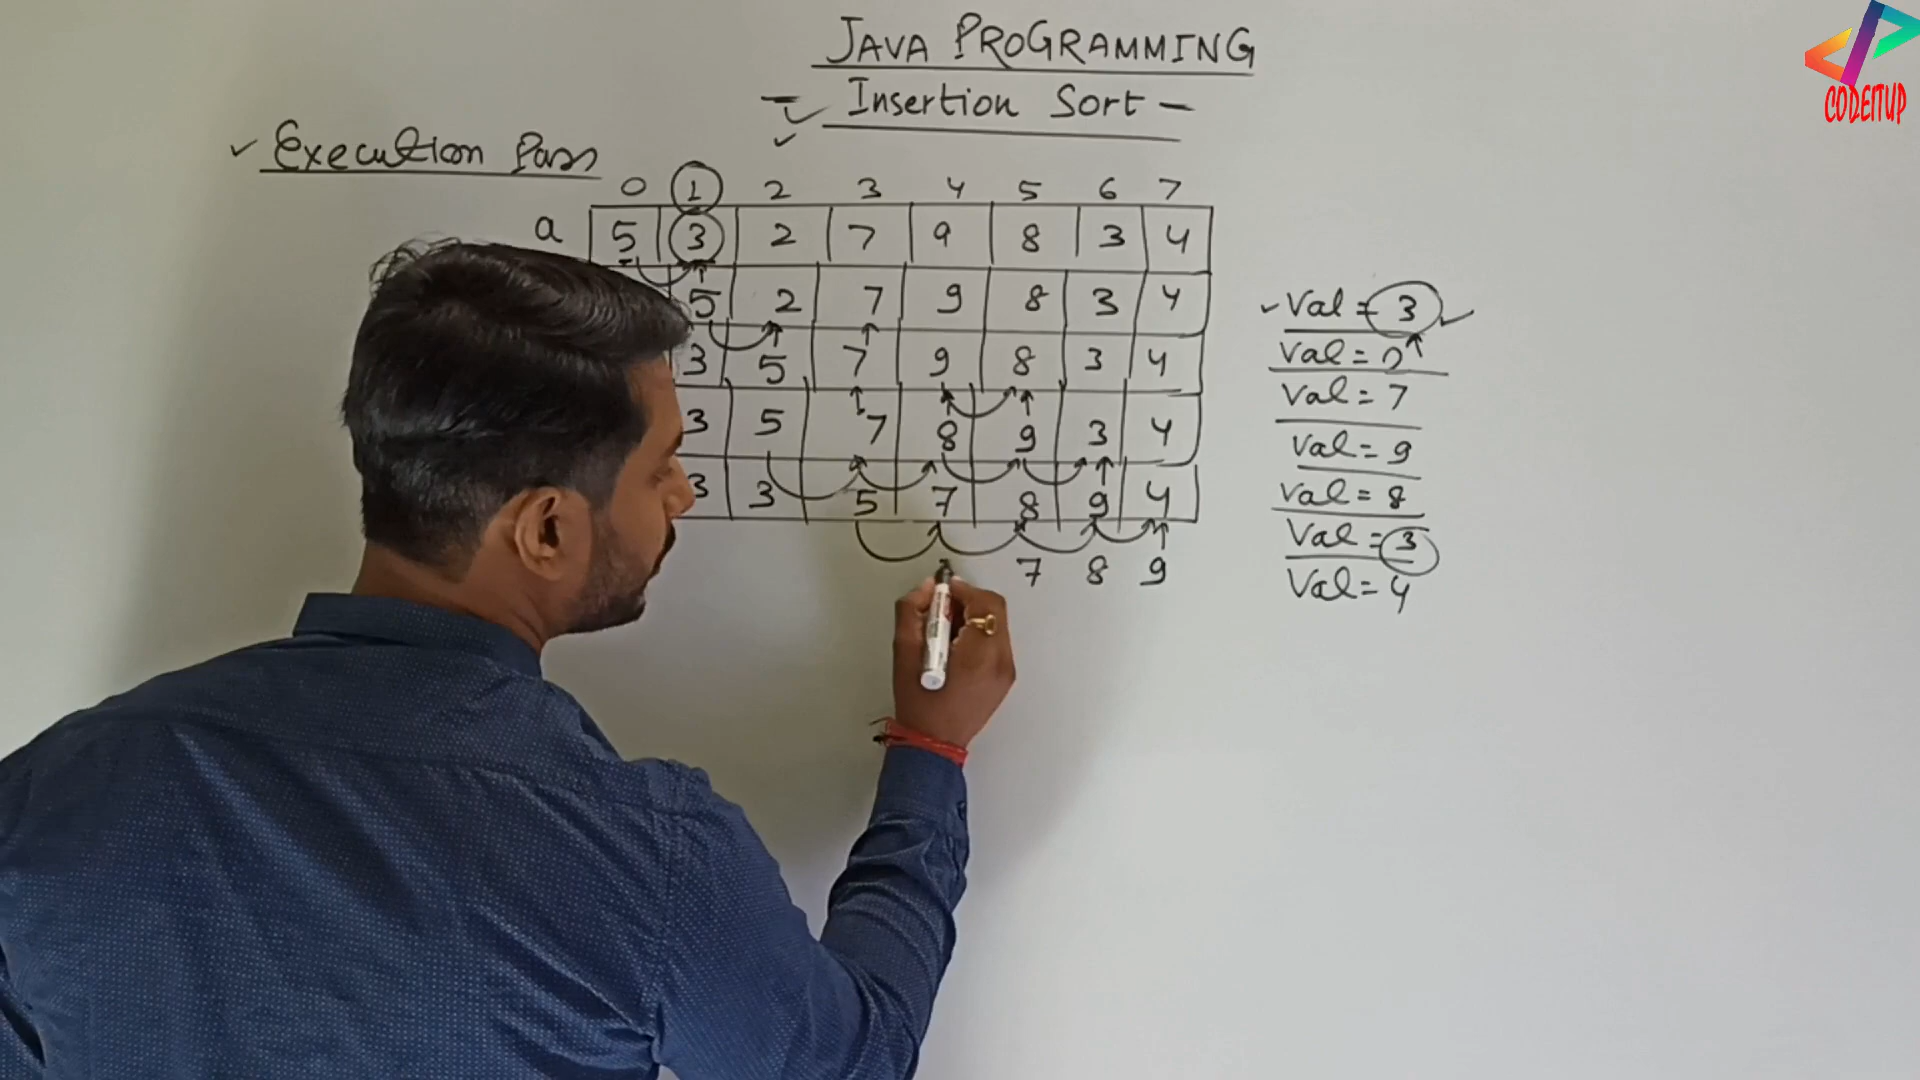 JAVA PROGRAMMING
Insertion Sort
CODEITUP
Execution Pass
0 1 2 3 4 5 6 7
a 5 3 2 7 9 8 3 4
5 2 7 9 8 3 4
3 5 7 9 8 3 4
3 5 7 8 9 3 4
3 3 5 7 8 9 4
7 8 9
Val = 3
Val = 2
Val = 7
Val = 9
Val = 8
Val = 3
Val = 4